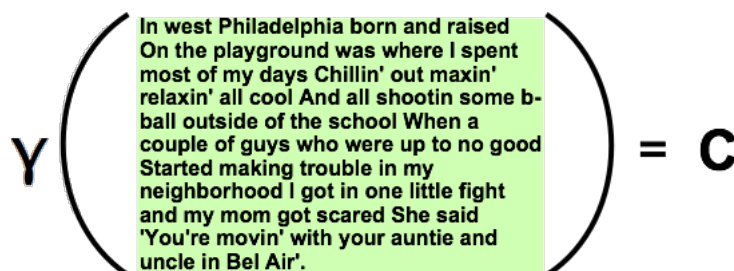 In west Philadelphia born and raised
On the playground was where I spent
most of my days Chillin' out maxin'
relaxin' all cool And all shootin some b-
ball outside of the school When a
couple of guys who were up to no good
γ = C
Started making trouble in my
neighborhood I got in one little fight
and my mom got scared She said
'You're movin' with your auntie and
uncle in Bel Air'.